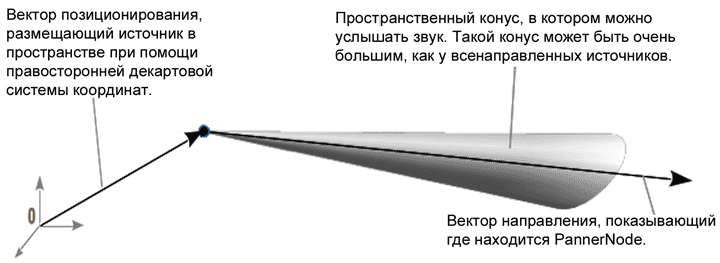 Вектор позиционирования,
размещающий источник в
пространстве при помощи
правосторонней декартовой
системы координат.
Пространственный конус, в котором можно
услышать звук. Такой конус может быть очень
большим, как у всенаправленных источников.
0
Вектор направления, показывающий
где находится PannerNode.